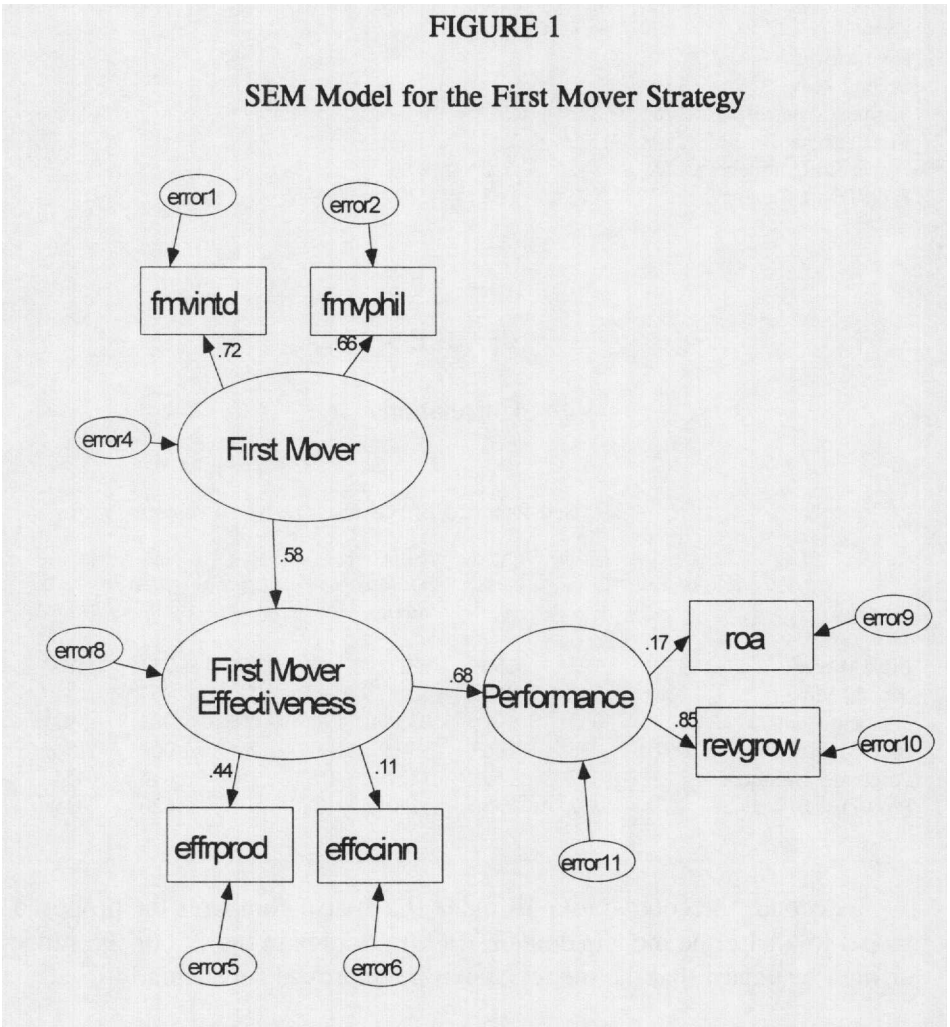 FIGURE 1
SEM Model for the First Mover Strategy
error1
error2
fmvintd
fmvphil
.72
.66
error4
First Mover
.58
error8
First Mover
Effectiveness
.68
Performance
.17
roa
error9
.85
revgrow
error10
.44
.11
effrprod
effccinn
error11
error5
error6